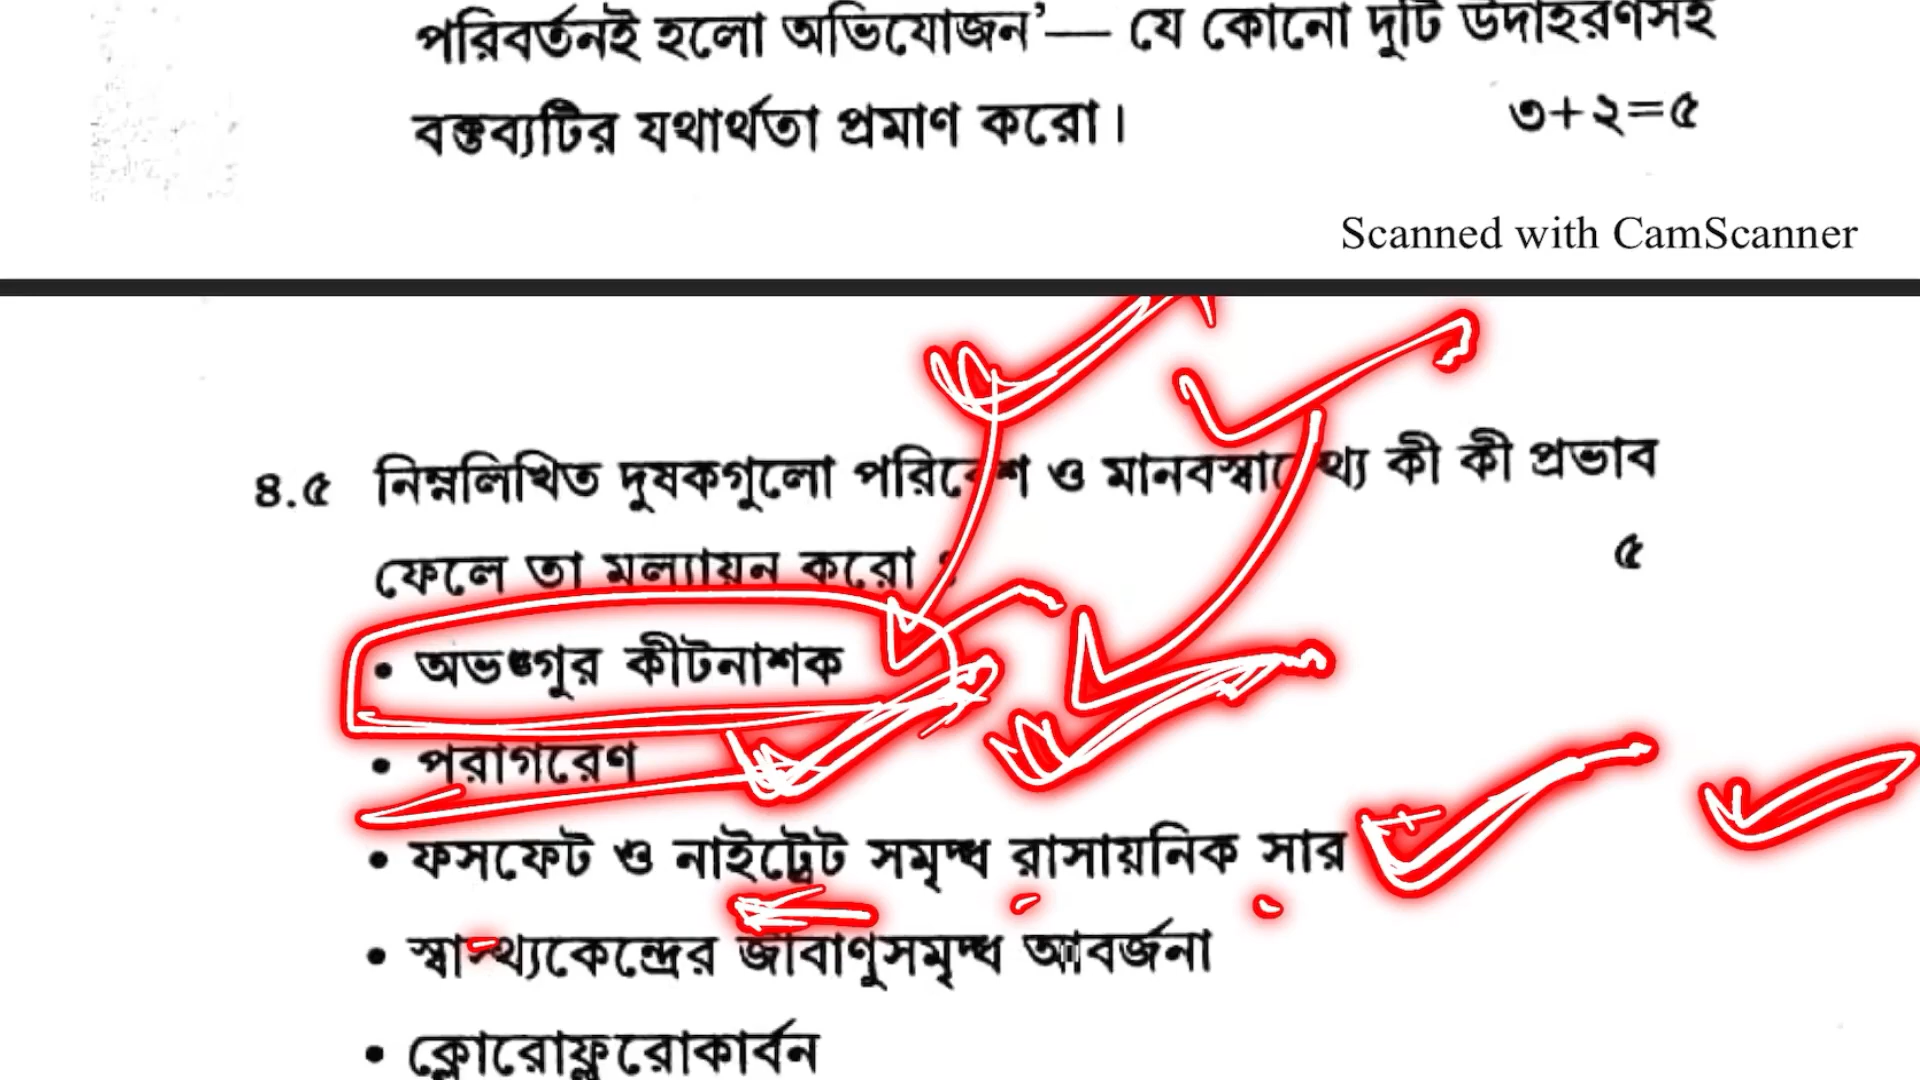 পরিবর্তনই হলো অভিযোজন’— যে কোনো দুটি উদাহরণসহ
বক্তব্যটির যথার্থতা প্রমাণ করো। ৩+২=৫
Scanned with CamScanner
৪.৫ নিম্নলিখিত দুষকগুলো পরিবেশ ও মানবস্বাস্থ্যে কী কী প্রভাব
ফেলে তা মূল্যায়ন করো : ৫
• অভঙ্গুর কীটনাশক
• পরাগরেণু
• ফসফেট ও নাইট্রেট সমৃদ্ধ রাসায়নিক সার
• স্বাস্থ্যকেন্দ্রের জীবাণুসমৃদ্ধ আবর্জনা
• ক্লোরোফ্লুরোকার্বন